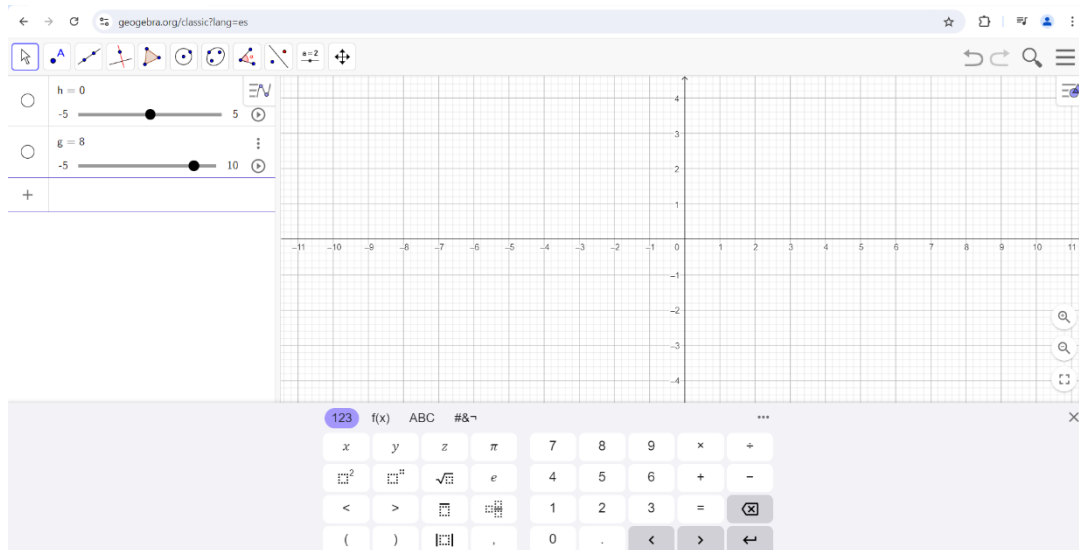 geogebra.org/classic?lang=es
A
a=2
h = 0
-5 5
g = 8
-5 10
+
4
3
2
1
-11 -10 -9 -8 -7 -6 -5 -4 -3 -2 -1 0 1 2 3 4 5 6 7 8 9 10 11
-1
-2
-3
-4
123 f(x) ABC #&¬ ...
x y z π 7 8 9 × ÷
□² □ⁿ √□ e 4 5 6 + −
< > 1 2 3 =
( ) |□| , 0 . < >